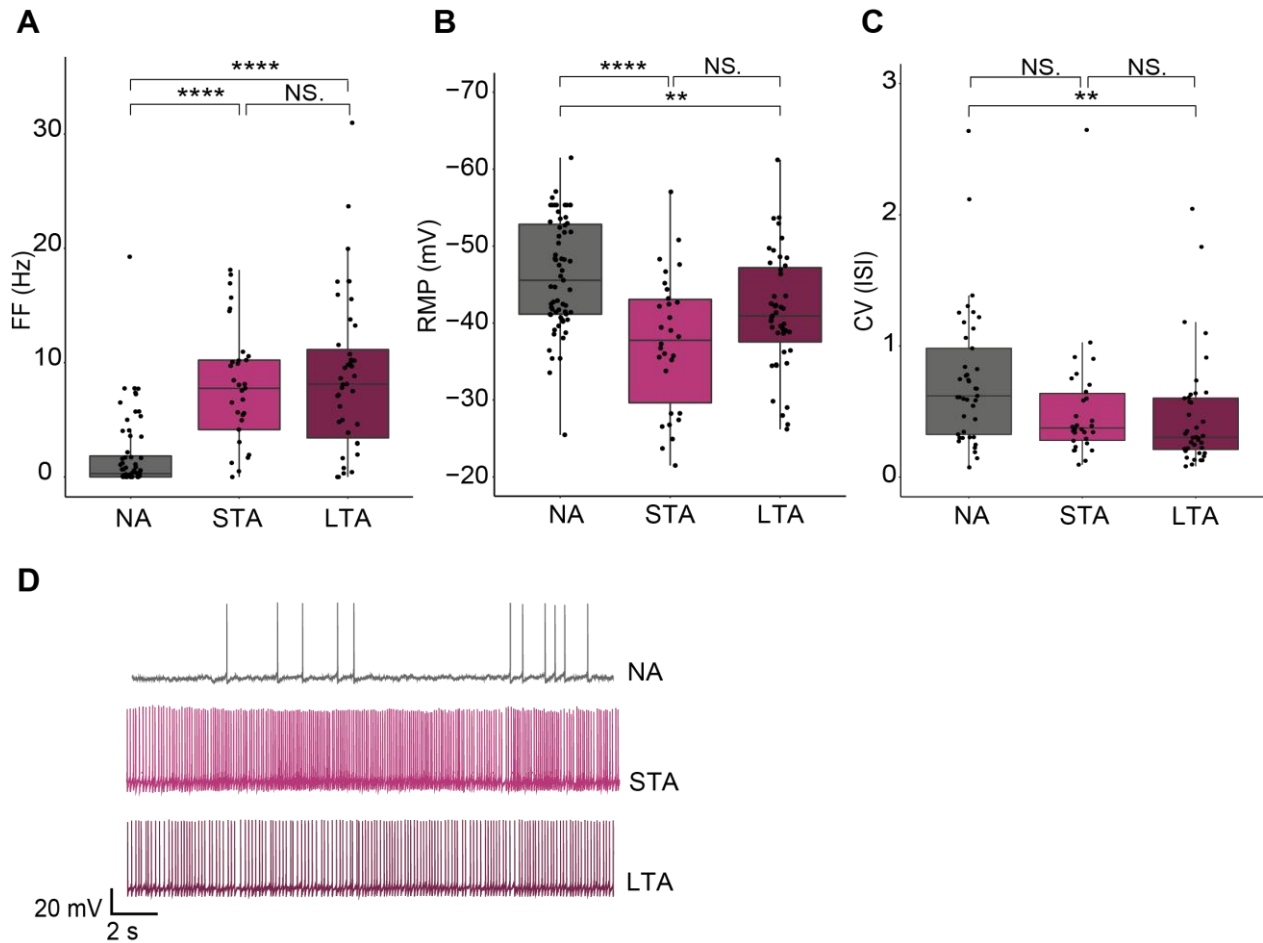 A
FF (Hz)
30
20
10
0
****
****
NS.
NA STA LTA
B
RMP (mV)
−70
−60
−50
−40
−30
−20
****
NS.
**
NA STA LTA
C
CV (ISI)
3
2
1
0
NS.
NS.
**
NA STA LTA
D
NA
STA
LTA
20 mV
2 s